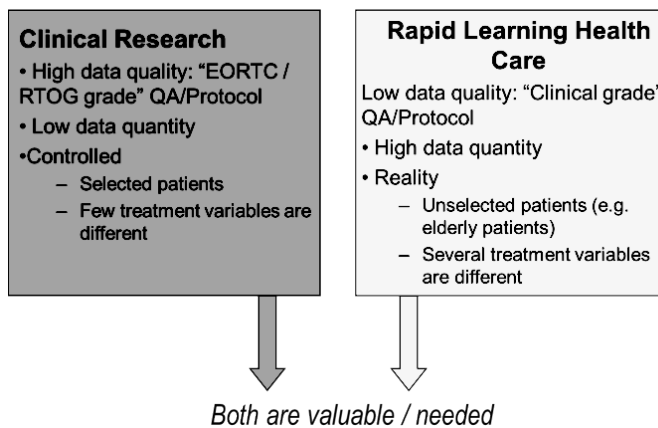 Clinical Research
• High data quality: “EORTC /
RTOG grade” QA/Protocol
• Low data quantity
•Controlled
– Selected patients
– Few treatment variables are
different
Rapid Learning Health
Care
Low data quality: “Clinical grade”
QA/Protocol
• High data quantity
• Reality
– Unselected patients (e.g.
elderly patients)
– Several treatment variables
are different
Both are valuable / needed